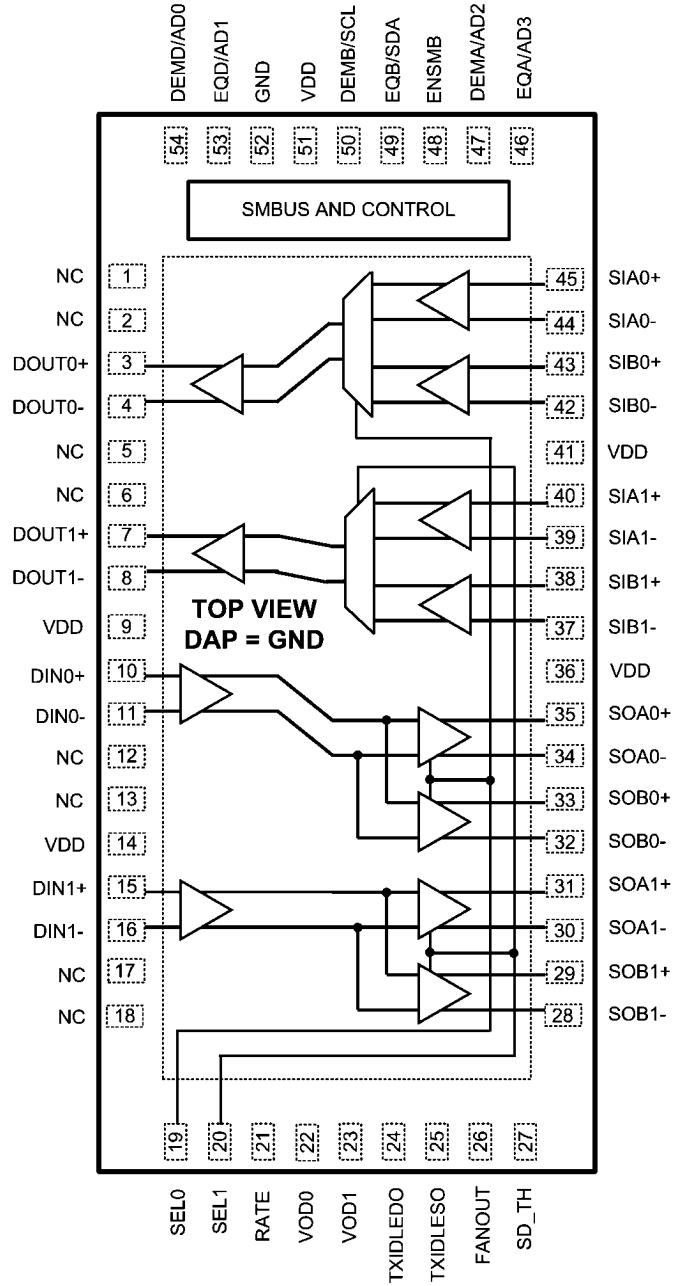 DEMD/AD0
EQD/AD1
GND
VDD
DEMB/SCL
EQB/SDA
ENSMB
DEMA/AD2
EQA/AD3
54
53
52
51
50
49
48
47
46
SMBUS AND CONTROL
NC 1
NC 2
DOUT0+ 3
DOUT0- 4
NC 5
NC 6
DOUT1+ 7
DOUT1- 8
VDD 9
DIN0+ 10
DIN0- 11
NC 12
NC 13
VDD 14
DIN1+ 15
DIN1- 16
NC 17
NC 18
TOP VIEW
DAP = GND
45 SIA0+
44 SIA0-
43 SIB0+
42 SIB0-
41 VDD
40 SIA1+
39 SIA1-
38 SIB1+
37 SIB1-
36 VDD
35 SOA0+
34 SOA0-
33 SOB0+
32 SOB0-
31 SOA1+
30 SOA1-
29 SOB1+
28 SOB1-
19
20
21
22
23
24
25
26
27
SEL0
SEL1
RATE
VOD0
VOD1
TXIDLEDO
TXIDLESO
FANOUT
SD_TH